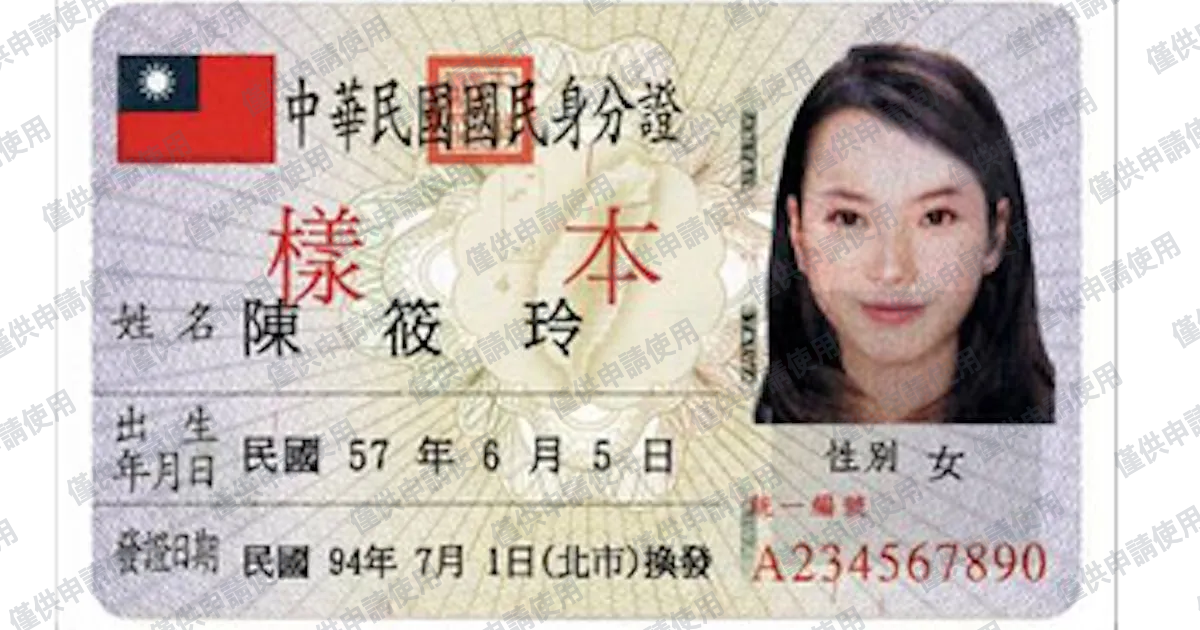 中華民國國民身分證
樣本
姓名 陳筱玲
出生年月日 民國 57 年 6 月 5 日
性別 女
發證日期 民國 94年 7月 1日(北市)換發
統一編號
A234567890
僅供申請使用